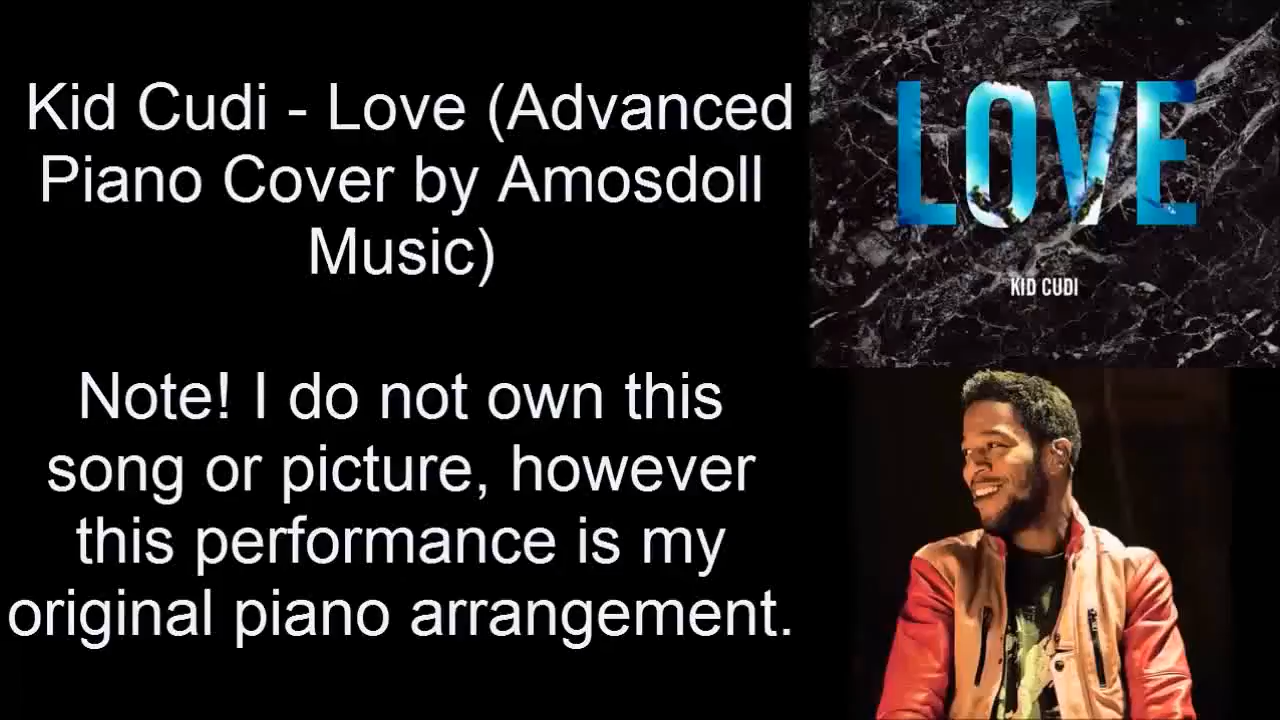 Kid Cudi - Love (Advanced
Piano Cover by Amosdoll
Music)
Note! I do not own this
song or picture, however
this performance is my
original piano arrangement.
LOVE
KID CUDI